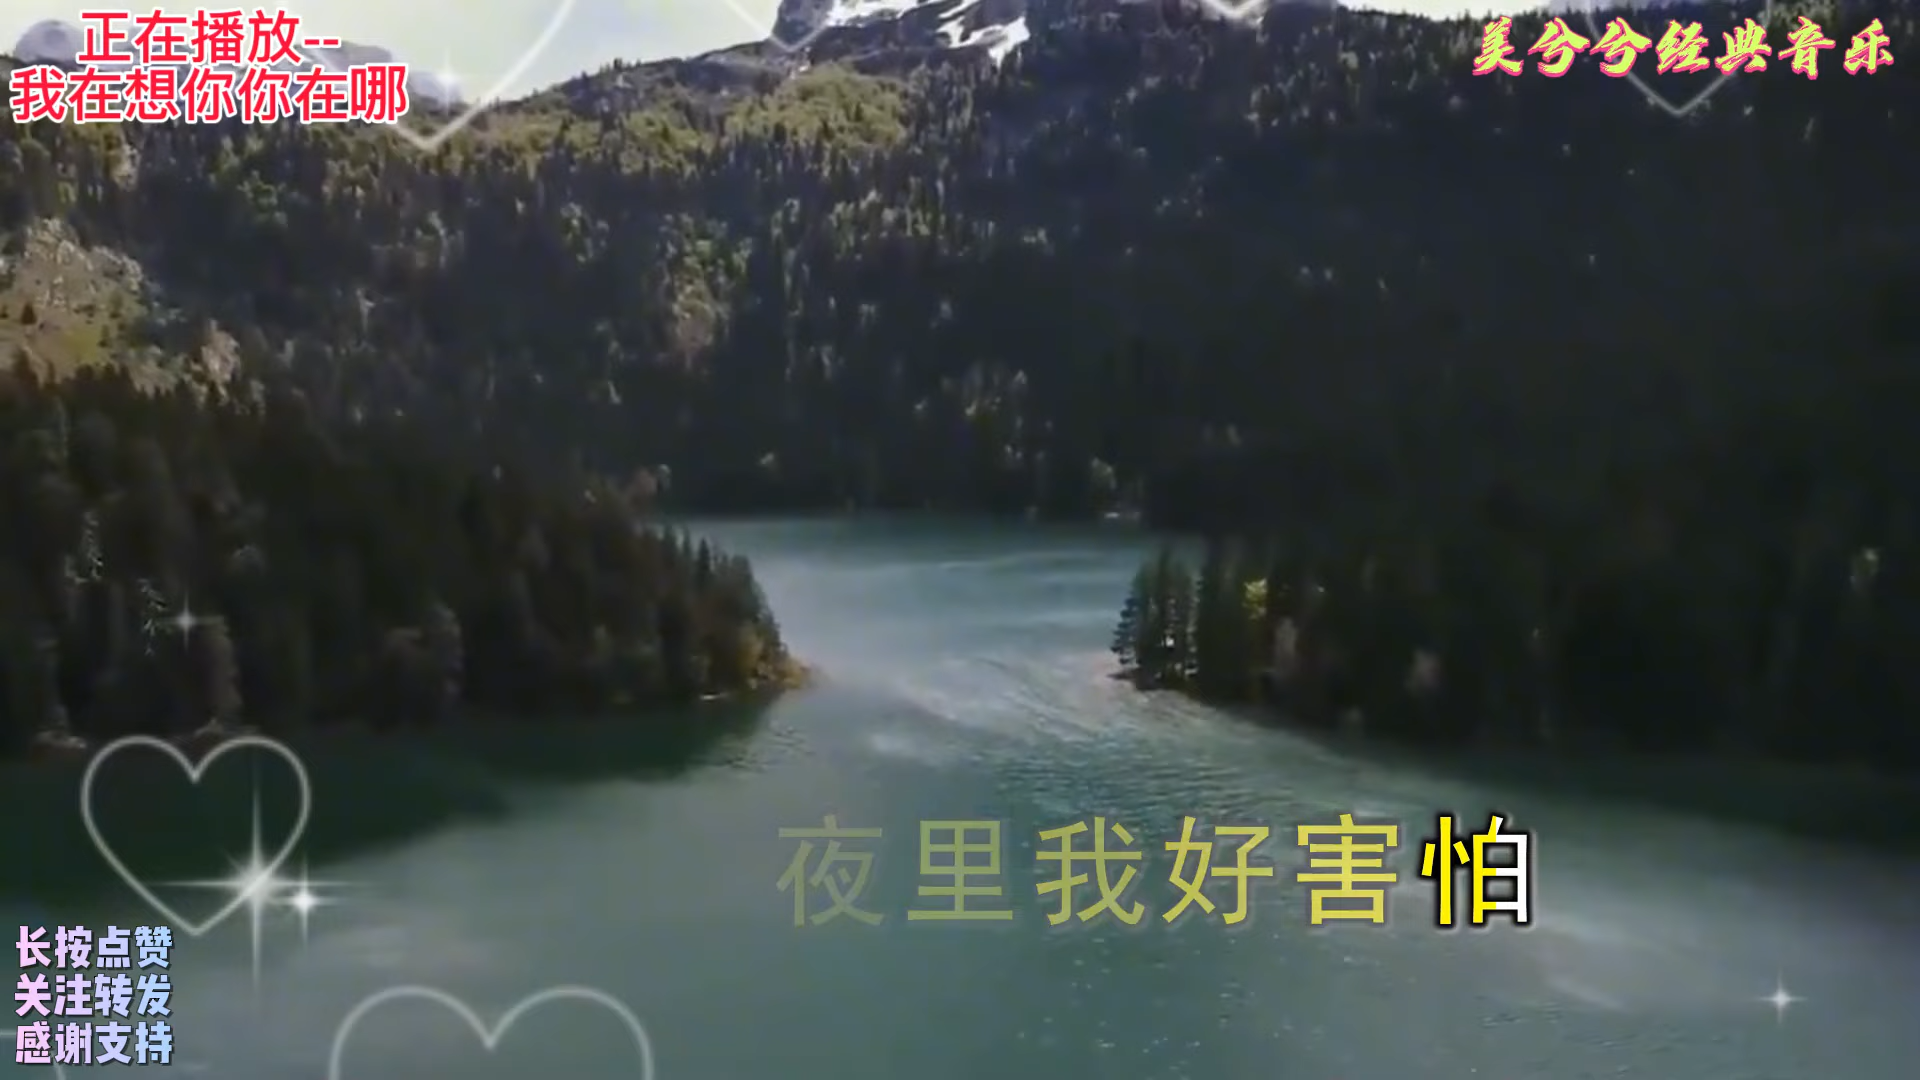 正在播放--
我在想你你在哪
美兮兮经典音乐
夜里我好害怕
长按点赞
关注转发
感谢支持